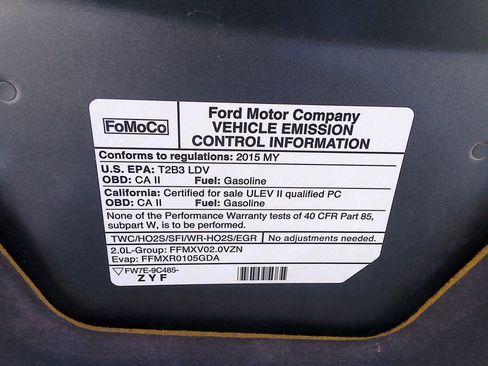 FoMoCo
Ford Motor Company
VEHICLE EMISSION
CONTROL INFORMATION
Conforms to regulations: 2015 MY
U.S. EPA: T2B3 LDV
OBD: CA II Fuel: Gasoline
California: Certified for sale ULEV II qualified PC
OBD: CA II Fuel: Gasoline
None of the Performance Warranty tests of 40 CFR Part 85,
subpart W, is to be performed.
TWC/HO2S/SFI/WR-HO2S/EGR No adjustments needed.
2.0L-Group: FFMXV02.0VZN
Evap: FFMXR0105GDA
FW7E-9C485-
ZYF